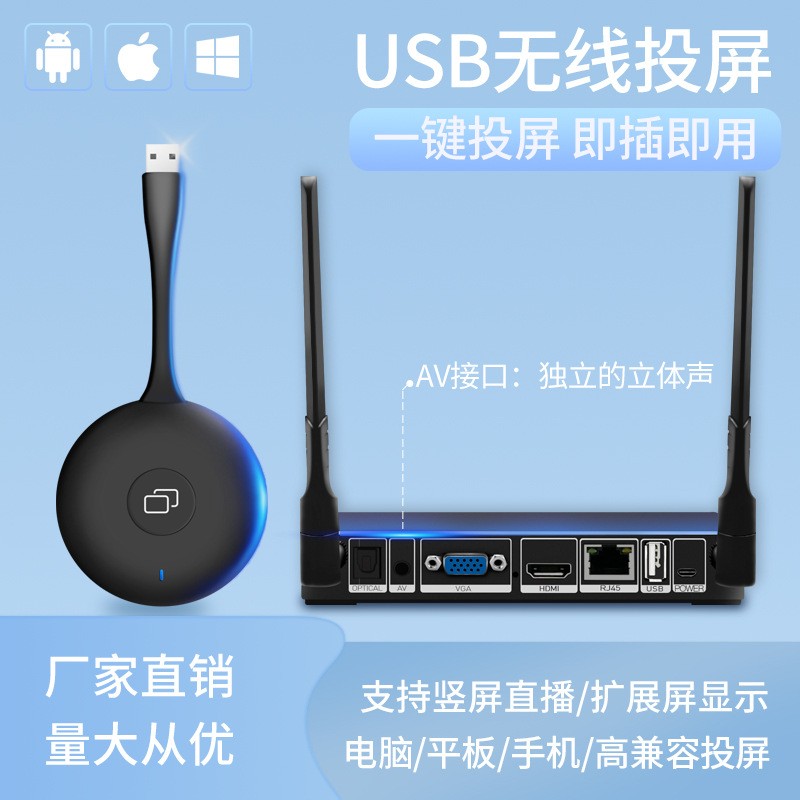 USB无线投屏
一键投屏 即插即用
AV接口：独立的立体声
OPTICAL AV VGA HDMI RJ45 USB POWER
厂家直销
量大从优
支持竖屏直播/扩展屏显示
电脑/平板/手机/高兼容投屏